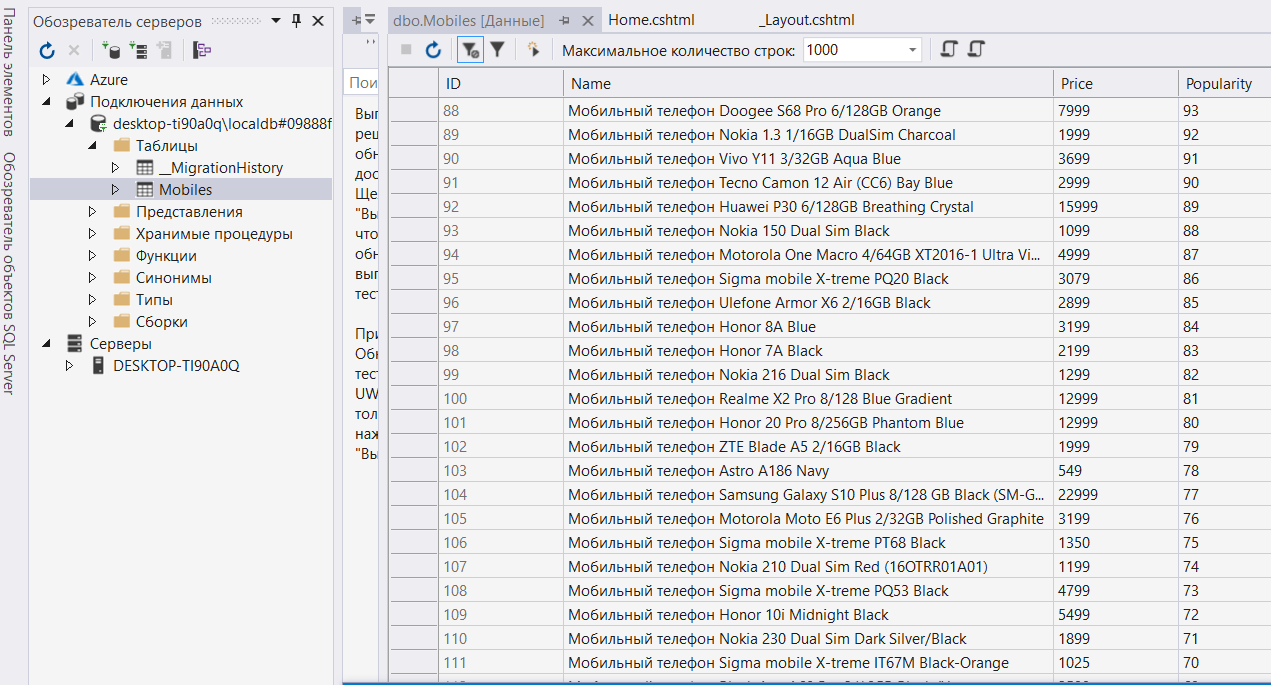 Панель элементов
Обозреватель объектов SQL Server
Обозреватель серверов
Azure
Подключения данных
desktop-ti90a0q\localdb#09888f
Таблицы
__MigrationHistory
Mobiles
Представления
Хранимые процедуры
Функции
Синонимы
Типы
Сборки
Серверы
DESKTOP-TI90A0Q
Пои
Вып
реш
обн
дос
Ще
"Вы
что
обн
вып
тест
При
Обн
тест
UW
тол
наж
"Вы
dbo.Mobiles [Данные]
Home.cshtml
_Layout.cshtml
Максимальное количество строк: 1000
ID Name Price Popularity
88 Мобильный телефон Doogee S68 Pro 6/128GB Orange 7999 93
89 Мобильный телефон Nokia 1.3 1/16GB DualSim Charcoal 1999 92
90 Мобильный телефон Vivo Y11 3/32GB Aqua Blue 3699 91
91 Мобильный телефон Tecno Camon 12 Air (CC6) Bay Blue 2999 90
92 Мобильный телефон Huawei P30 6/128GB Breathing Crystal 15999 89
93 Мобильный телефон Nokia 150 Dual Sim Black 1099 88
94 Мобильный телефон Motorola One Macro 4/64GB XT2016-1 Ultra Vi... 4999 87
95 Мобильный телефон Sigma mobile X-treme PQ20 Black 3079 86
96 Мобильный телефон Ulefone Armor X6 2/16GB Black 2899 85
97 Мобильный телефон Honor 8A Blue 3199 84
98 Мобильный телефон Honor 7A Black 2199 83
99 Мобильный телефон Nokia 216 Dual Sim Black 1299 82
100 Мобильный телефон Realme X2 Pro 8/128 Blue Gradient 12999 81
101 Мобильный телефон Honor 20 Pro 8/256GB Phantom Blue 12999 80
102 Мобильный телефон ZTE Blade A5 2/16GB Black 1999 79
103 Мобильный телефон Astro A186 Navy 549 78
104 Мобильный телефон Samsung Galaxy S10 Plus 8/128 GB Black (SM-G... 22999 77
105 Мобильный телефон Motorola Moto E6 Plus 2/32GB Polished Graphite 3199 76
106 Мобильный телефон Sigma mobile X-treme PT68 Black 1350 75
107 Мобильный телефон Nokia 210 Dual Sim Red (16OTRR01A01) 1199 74
108 Мобильный телефон Sigma mobile X-treme PQ53 Black 4799 73
109 Мобильный телефон Honor 10i Midnight Black 5499 72
110 Мобильный телефон Nokia 230 Dual Sim Dark Silver/Black 1899 71
111 Мобильный телефон Sigma mobile X-treme IT67M Black-Orange 1025 70